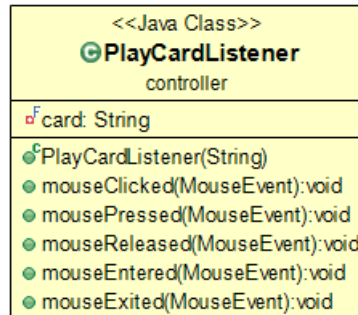 <<Java Class>>
PlayCardListener
controller
card: String
PlayCardListener(String)
mouseClicked(MouseEvent):void
mousePressed(MouseEvent):void
mouseReleased(MouseEvent):void
mouseEntered(MouseEvent):void
mouseExited(MouseEvent):void